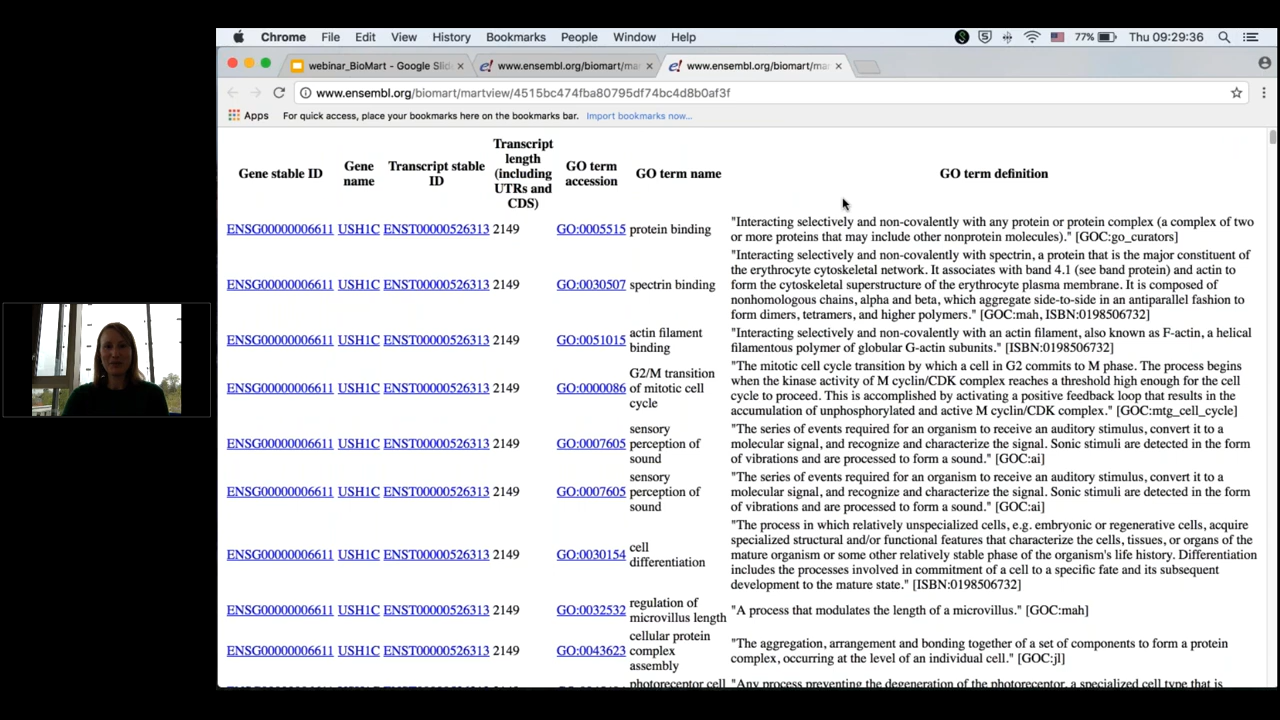 Chrome File Edit View History Bookmarks People Window Help 77% Thu 09:29:36
webinar_BioMart - Google Slide × www.ensembl.org/biomart/mar × www.ensembl.org/biomart/mar ×
www.ensembl.org/biomart/martview/4515bc474fba80795df74bc4d8b0af3f
Apps For quick access, place your bookmarks here on the bookmarks bar. Import bookmarks now...
Gene stable ID
Gene
name
Transcript stable
ID
Transcript
length
(including
UTRs and
CDS)
GO term
accession
GO term name
GO term definition
ENSG00000006611 USH1C ENST00000526313 2149 GO:0005515 protein binding
"Interacting selectively and non-covalently with any protein or protein complex (a complex of two
or more proteins that may include other nonprotein molecules)." [GOC:go_curators]
ENSG00000006611 USH1C ENST00000526313 2149 GO:0030507 spectrin binding
"Interacting selectively and non-covalently with spectrin, a protein that is the major constituent of
the erythrocyte cytoskeletal network. It associates with band 4.1 (see band protein) and actin to
form the cytoskeletal superstructure of the erythrocyte plasma membrane. It is composed of
nonhomologous chains, alpha and beta, which aggregate side-to-side in an antiparallel fashion to
form dimers, tetramers, and higher polymers." [GOC:mah, ISBN:0198506732]
ENSG00000006611 USH1C ENST00000526313 2149 GO:0051015
actin filament
binding
"Interacting selectively and non-covalently with an actin filament, also known as F-actin, a helical
filamentous polymer of globular G-actin subunits." [ISBN:0198506732]
ENSG00000006611 USH1C ENST00000526313 2149 GO:0000086
G2/M transition
of mitotic cell
cycle
"The mitotic cell cycle transition by which a cell in G2 commits to M phase. The process begins
when the kinase activity of M cyclin/CDK complex reaches a threshold high enough for the cell
cycle to proceed. This is accomplished by activating a positive feedback loop that results in the
accumulation of unphosphorylated and active M cyclin/CDK complex." [GOC:mtg_cell_cycle]
ENSG00000006611 USH1C ENST00000526313 2149 GO:0007605
sensory
perception of
sound
"The series of events required for an organism to receive an auditory stimulus, convert it to a
molecular signal, and recognize and characterize the signal. Sonic stimuli are detected in the form
of vibrations and are processed to form a sound." [GOC:ai]
ENSG00000006611 USH1C ENST00000526313 2149 GO:0007605
sensory
perception of
sound
"The series of events required for an organism to receive an auditory stimulus, convert it to a
molecular signal, and recognize and characterize the signal. Sonic stimuli are detected in the form
of vibrations and are processed to form a sound." [GOC:ai]
ENSG00000006611 USH1C ENST00000526313 2149 GO:0030154
cell
differentiation
"The process in which relatively unspecialized cells, e.g. embryonic or regenerative cells, acquire
specialized structural and/or functional features that characterize the cells, tissues, or organs of the
mature organism or some other relatively stable phase of the organism's life history. Differentiation
includes the processes involved in commitment of a cell to a specific fate and its subsequent
development to the mature state." [ISBN:0198506732]
ENSG00000006611 USH1C ENST00000526313 2149 GO:0032532
regulation of
microvillus length
"A process that modulates the length of a microvillus." [GOC:mah]
ENSG00000006611 USH1C ENST00000526313 2149 GO:0043623
cellular protein
complex
assembly
"The aggregation, arrangement and bonding together of a set of components to form a protein
complex, occurring at the level of an individual cell." [GOC:jl]
photoreceptor cell
"Any process preventing the degeneration of the photoreceptor, a specialized cell type that is